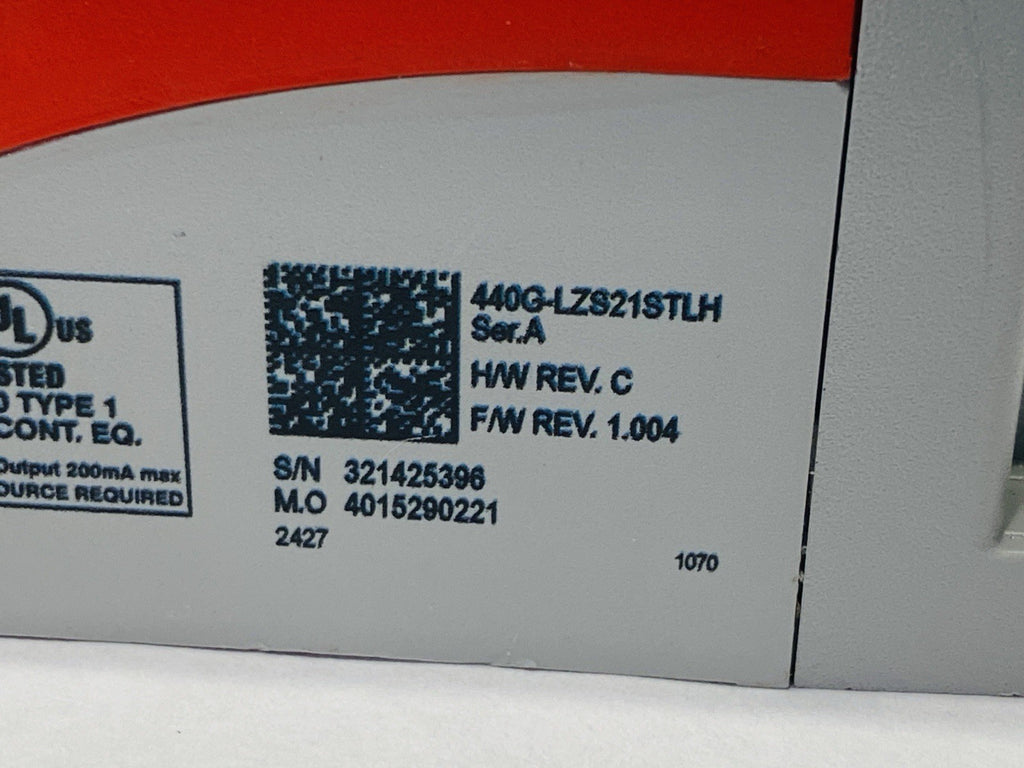 UL US
STED
D TYPE 1
CONT. EQ.
Output 200mA max
OURCE REQUIRED
440G-LZS21STLH
Ser.A
H/W REV. C
F/W REV. 1.004
S/N 321425396
M.O 4015290221
2427
1070